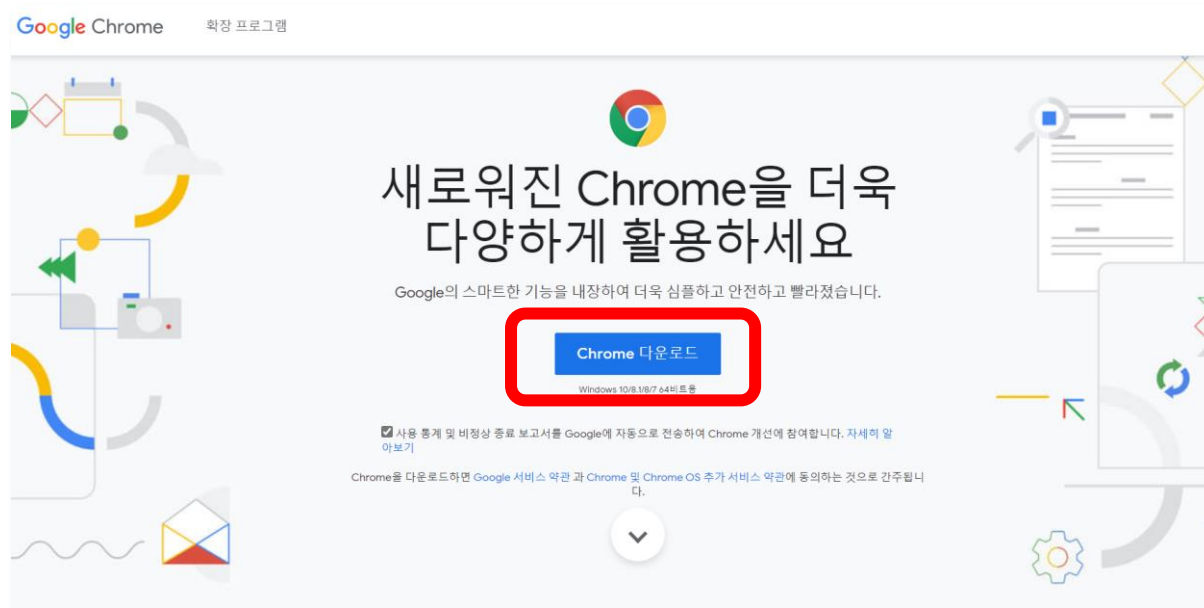 Google Chrome 확장 프로그램
새로워진 Chrome을 더욱
다양하게 활용하세요
Google의 스마트한 기능을 내장하여 더욱 심플하고 안전하고 빨라졌습니다.
Chrome 다운로드
Windows 10/8.1/8/7 64비트용
사용 통계 및 비정상 종료 보고서를 Google에 자동으로 전송하여 Chrome 개선에 참여합니다. 자세히 알
아보기
Chrome을 다운로드하면 Google 서비스 약관 과 Chrome 및 Chrome OS 추가 서비스 약관에 동의하는 것으로 간주됩니
다.